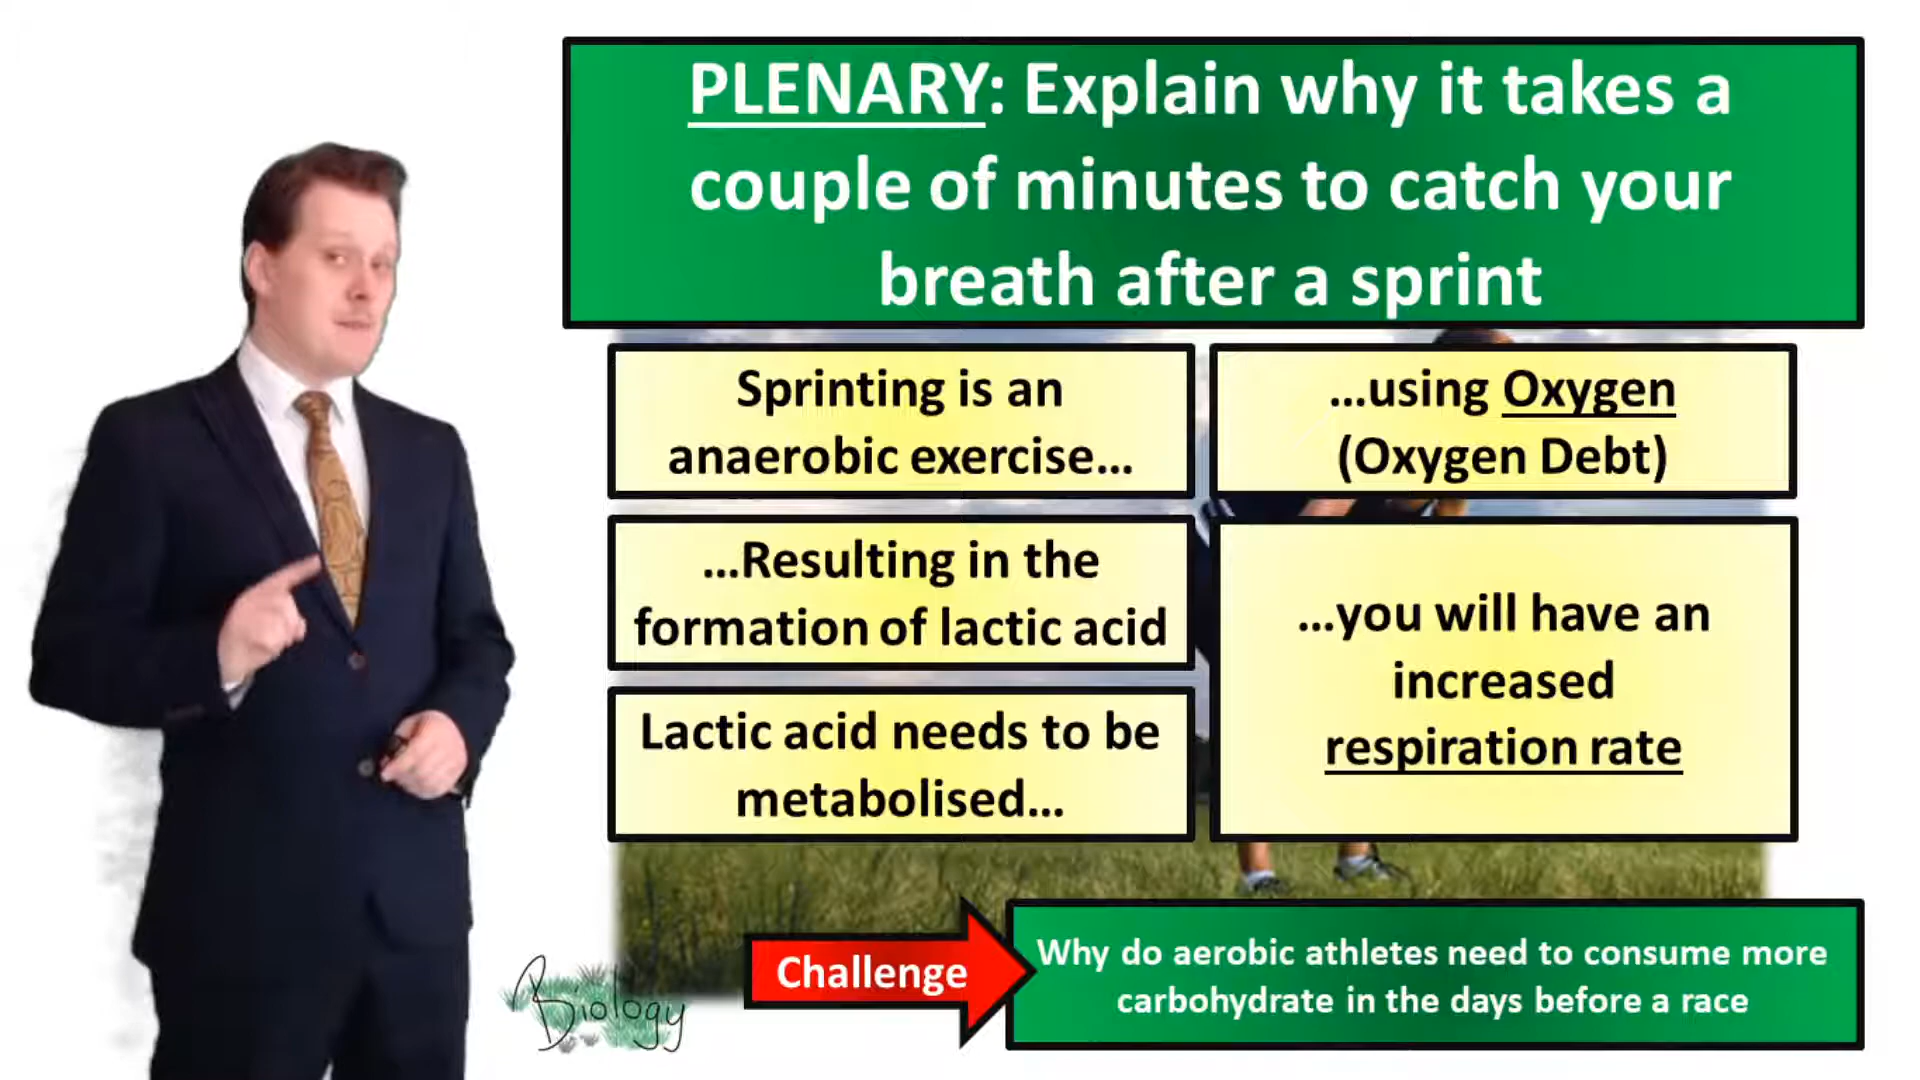 PLENARY: Explain why it takes a
couple of minutes to catch your
breath after a sprint
Sprinting is an
anaerobic exercise...
...Resulting in the
formation of lactic acid
Lactic acid needs to be
metabolised...
...using Oxygen
(Oxygen Debt)
...you will have an
increased
respiration rate
Challenge
Why do aerobic athletes need to consume more
carbohydrate in the days before a race
Biology